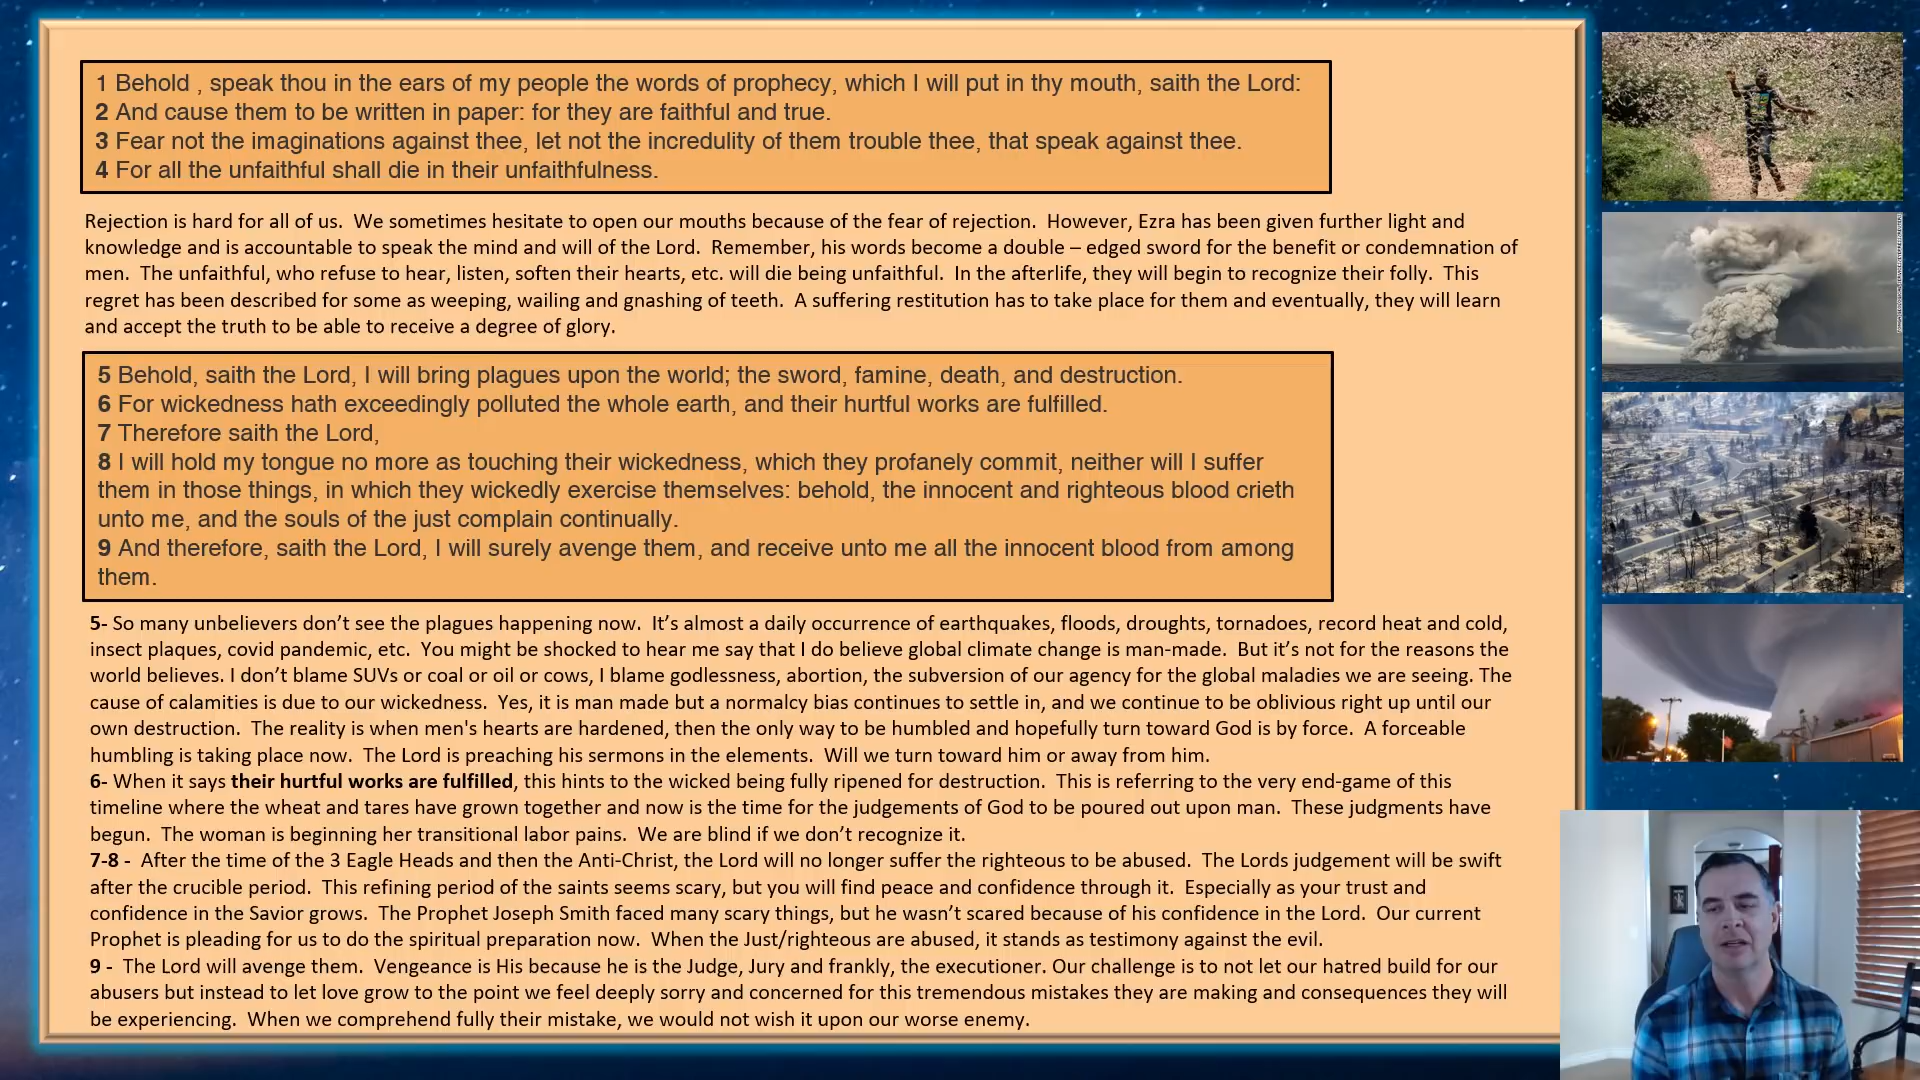 1 Behold , speak thou in the ears of my people the words of prophecy, which I will put in thy mouth, saith the Lord:
2 And cause them to be written in paper: for they are faithful and true.
3 Fear not the imaginations against thee, let not the incredulity of them trouble thee, that speak against thee.
4 For all the unfaithful shall die in their unfaithfulness.
Rejection is hard for all of us.  We sometimes hesitate to open our mouths because of the fear of rejection.  However, Ezra has been given further light and
knowledge and is accountable to speak the mind and will of the Lord.  Remember, his words become a double – edged sword for the benefit or condemnation of
men.  The unfaithful, who refuse to hear, listen, soften their hearts, etc. will die being unfaithful.  In the afterlife, they will begin to recognize their folly.  This
regret has been described for some as weeping, wailing and gnashing of teeth.  A suffering restitution has to take place for them and eventually, they will learn
and accept the truth to be able to receive a degree of glory.
5 Behold, saith the Lord, I will bring plagues upon the world; the sword, famine, death, and destruction.
6 For wickedness hath exceedingly polluted the whole earth, and their hurtful works are fulfilled.
7 Therefore saith the Lord,
8 I will hold my tongue no more as touching their wickedness, which they profanely commit, neither will I suffer
them in those things, in which they wickedly exercise themselves: behold, the innocent and righteous blood crieth
unto me, and the souls of the just complain continually.
9 And therefore, saith the Lord, I will surely avenge them, and receive unto me all the innocent blood from among
them.
5- So many unbelievers don’t see the plagues happening now.  It’s almost a daily occurrence of earthquakes, floods, droughts, tornadoes, record heat and cold,
insect plaques, covid pandemic, etc.  You might be shocked to hear me say that I do believe global climate change is man-made.  But it’s not for the reasons the
world believes. I don’t blame SUVs or coal or oil or cows, I blame godlessness, abortion, the subversion of our agency for the global maladies we are seeing. The
cause of calamities is due to our wickedness.  Yes, it is man made but a normalcy bias continues to settle in, and we continue to be oblivious right up until our
own destruction.  The reality is when men's hearts are hardened, then the only way to be humbled and hopefully turn toward God is by force.  A forceable
humbling is taking place now.  The Lord is preaching his sermons in the elements.  Will we turn toward him or away from him.
6- When it says their hurtful works are fulfilled, this hints to the wicked being fully ripened for destruction.  This is referring to the very end-game of this
timeline where the wheat and tares have grown together and now is the time for the judgements of God to be poured out upon man.  These judgments have
begun.  The woman is beginning her transitional labor pains.  We are blind if we don’t recognize it.
7-8 -  After the time of the 3 Eagle Heads and then the Anti-Christ, the Lord will no longer suffer the righteous to be abused.  The Lords judgement will be swift
after the crucible period.  This refining period of the saints seems scary, but you will find peace and confidence through it.  Especially as your trust and
confidence in the Savior grows.  The Prophet Joseph Smith faced many scary things, but he wasn’t scared because of his confidence in the Lord.  Our current
Prophet is pleading for us to do the spiritual preparation now.  When the Just/righteous are abused, it stands as testimony against the evil.
9 -  The Lord will avenge them.  Vengeance is His because he is the Judge, Jury and frankly, the executioner. Our challenge is to not let our hatred build for our
abusers but instead to let love grow to the point we feel deeply sorry and concerned for this tremendous mistakes they are making and consequences they will
be experiencing.  When we comprehend fully their mistake, we would not wish it upon our worse enemy.